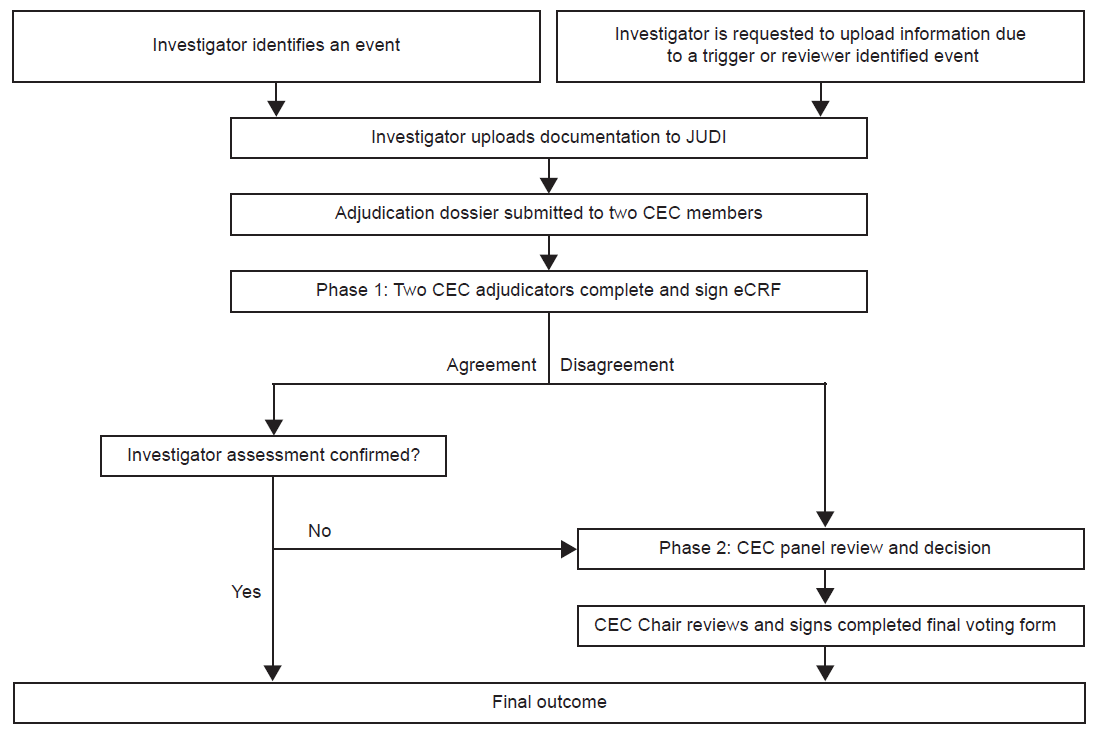 Investigator identifies an event
Investigator is requested to upload information due
to a trigger or reviewer identified event
Investigator uploads documentation to JUDI
Adjudication dossier submitted to two CEC members
Phase 1: Two CEC adjudicators complete and sign eCRF
Agreement
Disagreement
Investigator assessment confirmed?
No
Phase 2: CEC panel review and decision
Yes
CEC Chair reviews and signs completed final voting form
Final outcome